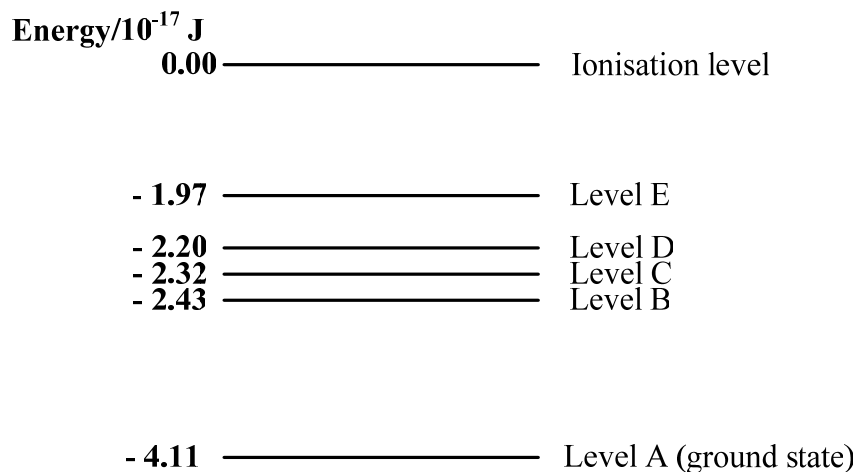 Energy/10⁻¹⁷ J
0.00 Ionisation level
- 1.97 Level E
- 2.20 Level D
- 2.32 Level C
- 2.43 Level B
- 4.11 Level A (ground state)